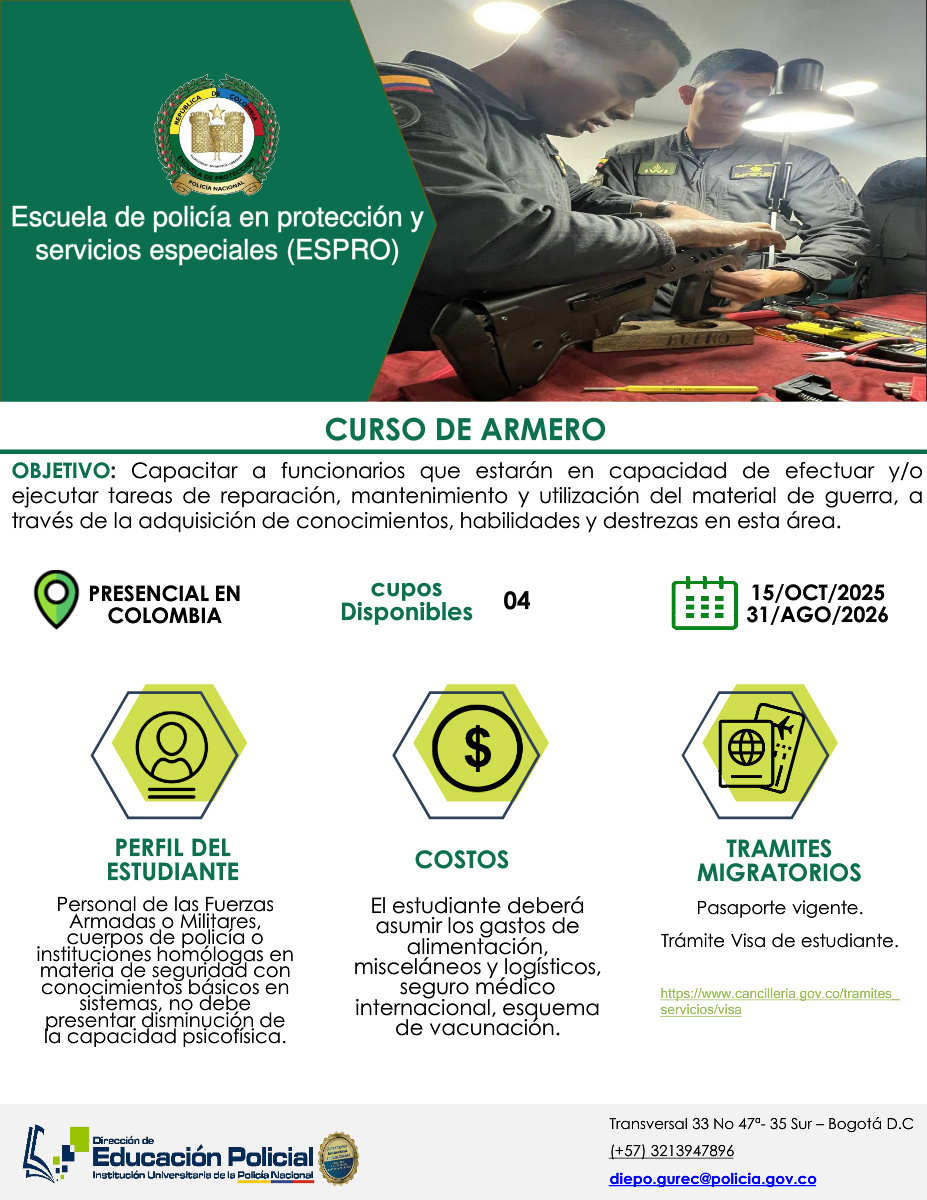 REPÚBLICA DE COLOMBIA
ESCUELA DE PROTECCIÓN
POLICÍA NACIONAL
Escuela de policía en protección y
servicios especiales (ESPRO)
BUENO
CURSO DE ARMERO
OBJETIVO: Capacitar a funcionarios que estarán en capacidad de efectuar y/o
ejecutar tareas de reparación, mantenimiento y utilización del material de guerra, a
través de la adquisición de conocimientos, habilidades y destrezas en esta área.
PRESENCIAL EN
COLOMBIA
cupos
Disponibles
04
15/OCT/2025
31/AGO/2026
PERFIL DEL
ESTUDIANTE
Personal de las Fuerzas
Armadas o Militares,
cuerpos de policía o
instituciones homólogas en
materia de seguridad con
conocimientos básicos en
sistemas, no debe
presentar disminución de
la capacidad psicofísica.
$
COSTOS
El estudiante deberá
asumir los gastos de
alimentación,
misceláneos y logísticos,
seguro médico
internacional, esquema
de vacunación.
TRAMITES
MIGRATORIOS
Pasaporte vigente.
Trámite Visa de estudiante.
https://www.cancilleria.gov.co/tramites_
servicios/visa
Dirección de
Educación Policial
Institución Universitaria de la Policía Nacional
Transversal 33 No 47ª- 35 Sur – Bogotá D.C
(+57) 3213947896
diepo.gurec@policia.gov.co